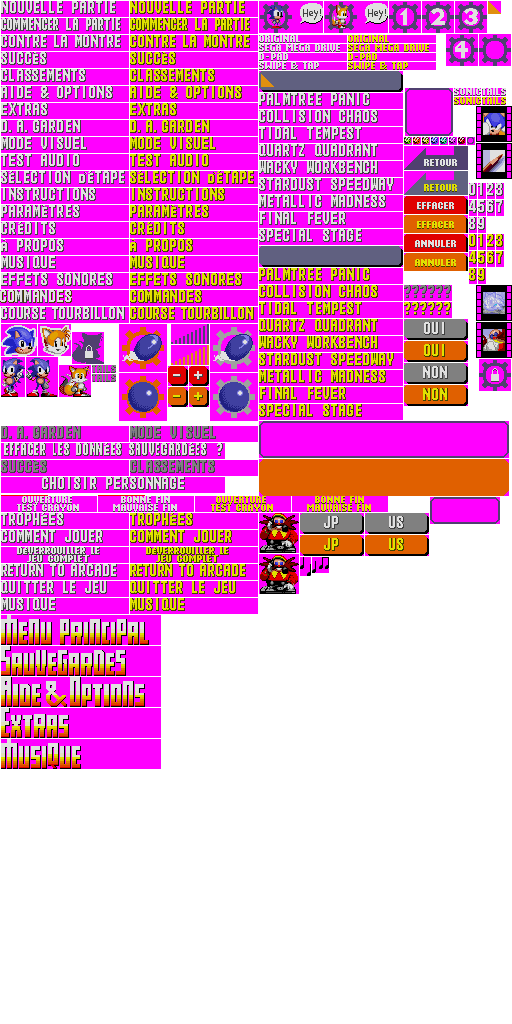 NOUVELLE PARTIE NOUVELLE PARTIE
COMMENCER LA PARTIE COMMENCER LA PARTIE
CONTRE LA MONTRE CONTRE LA MONTRE
SUCCèS SUCCèS
CLASSEMENTS CLASSEMENTS
AIDE & OPTIONS AIDE & OPTIONS
EXTRAS EXTRAS
D. A. GARDEN D. A. GARDEN
MODE VISUEL MODE VISUEL
TEST AUDIO TEST AUDIO
SéLECTION D'éTAPE SéLECTION D'éTAPE
INSTRUCTIONS INSTRUCTIONS
PARAMÈTRES PARAMÈTRES
CRéDITS CRéDITS
à PROPOS à PROPOS
MUSIQUE MUSIQUE
EFFETS SONORES EFFETS SONORES
COMMANDES COMMANDES
COURSE TOURBILLON COURSE TOURBILLON
Hey! Hey! 1 2 3
4
ORIGINAL ORIGINAL
SEGA MEGA DRIVE SEGA MEGA DRIVE
D-PAD D-PAD
SWIPE & TAP SWIPE & TAP
PALMTREE PANIC
COLLISION CHAOS
TIDAL TEMPEST
QUARTZ QUADRANT
WACKY WORKBENCH
STARDUST SPEEDWAY
METALLIC MADNESS
FINAL FEVER
SPECIAL STAGE
PALMTREE PANIC
COLLISION CHAOS
TIDAL TEMPEST
QUARTZ QUADRANT
WACKY WORKBENCH
STARDUST SPEEDWAY
METALLIC MADNESS
FINAL FEVER
SPECIAL STAGE
SONIC TAILS
SONIC TAILS
RETOUR
RETOUR
EFFACER
EFFACER
ANNULER
ANNULER
0123
4567
89
0123
4567
89
??????
??????
OUI
OUI
NON
NON
TAILS
TAILS
- +
- +
D. A. GARDEN MODE VISUEL
EFFACER LES DONNéES SAUVEGARDéES ?
SUCCèS CLASSEMENTS
CHOISIR PERSONNAGE
OUVERTURE BONNE FIN OUVERTURE BONNE FIN
TEST CRAYON MAUVAISE FIN TEST CRAYON MAUVAISE FIN
TROPHéES TROPHéES
COMMENT JOUER COMMENT JOUER
DéVERROUILLER LE DéVERROUILLER LE
JEU COMPLET JEU COMPLET
RETURN TO ARCADE RETURN TO ARCADE
QUITTER LE JEU QUITTER LE JEU
MUSIQUE MUSIQUE
JP US
JP US
MENU PRINCIPAL
SAUVEGARDES
AIDE & OPTIONS
EXTRAS
MUSIQUE